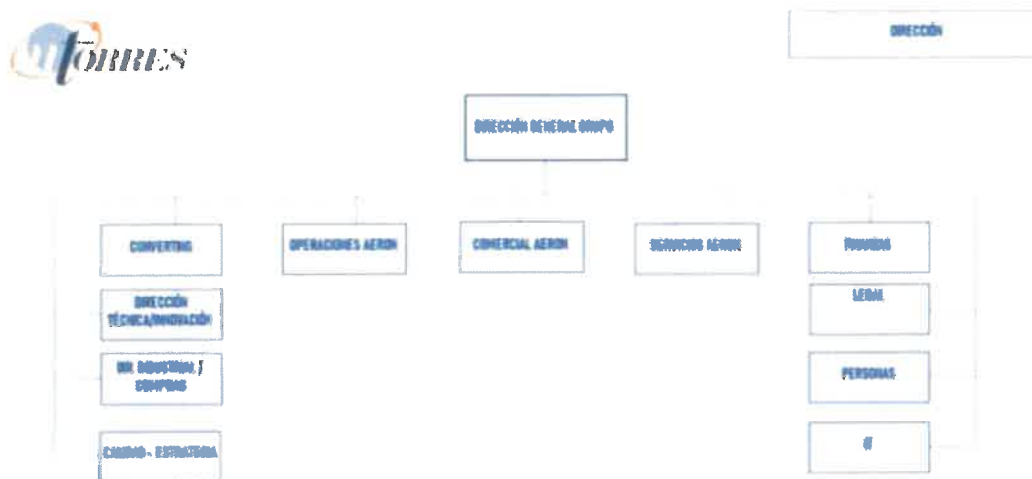 mTORRES
DIRECCIÓN
DIRECCIÓN GENERAL GRUPO
CONVERTING
OPERACIONES AERON
COMERCIAL AERON
SERVICIOS AERON
FINANZAS
DIRECCIÓN
TÉCNICA/INNOVACIÓN
LEGAL
DIR. INDUSTRIAL /
COMPRAS
PERSONAS
CALIDAD - ESTRATEGIA
IT